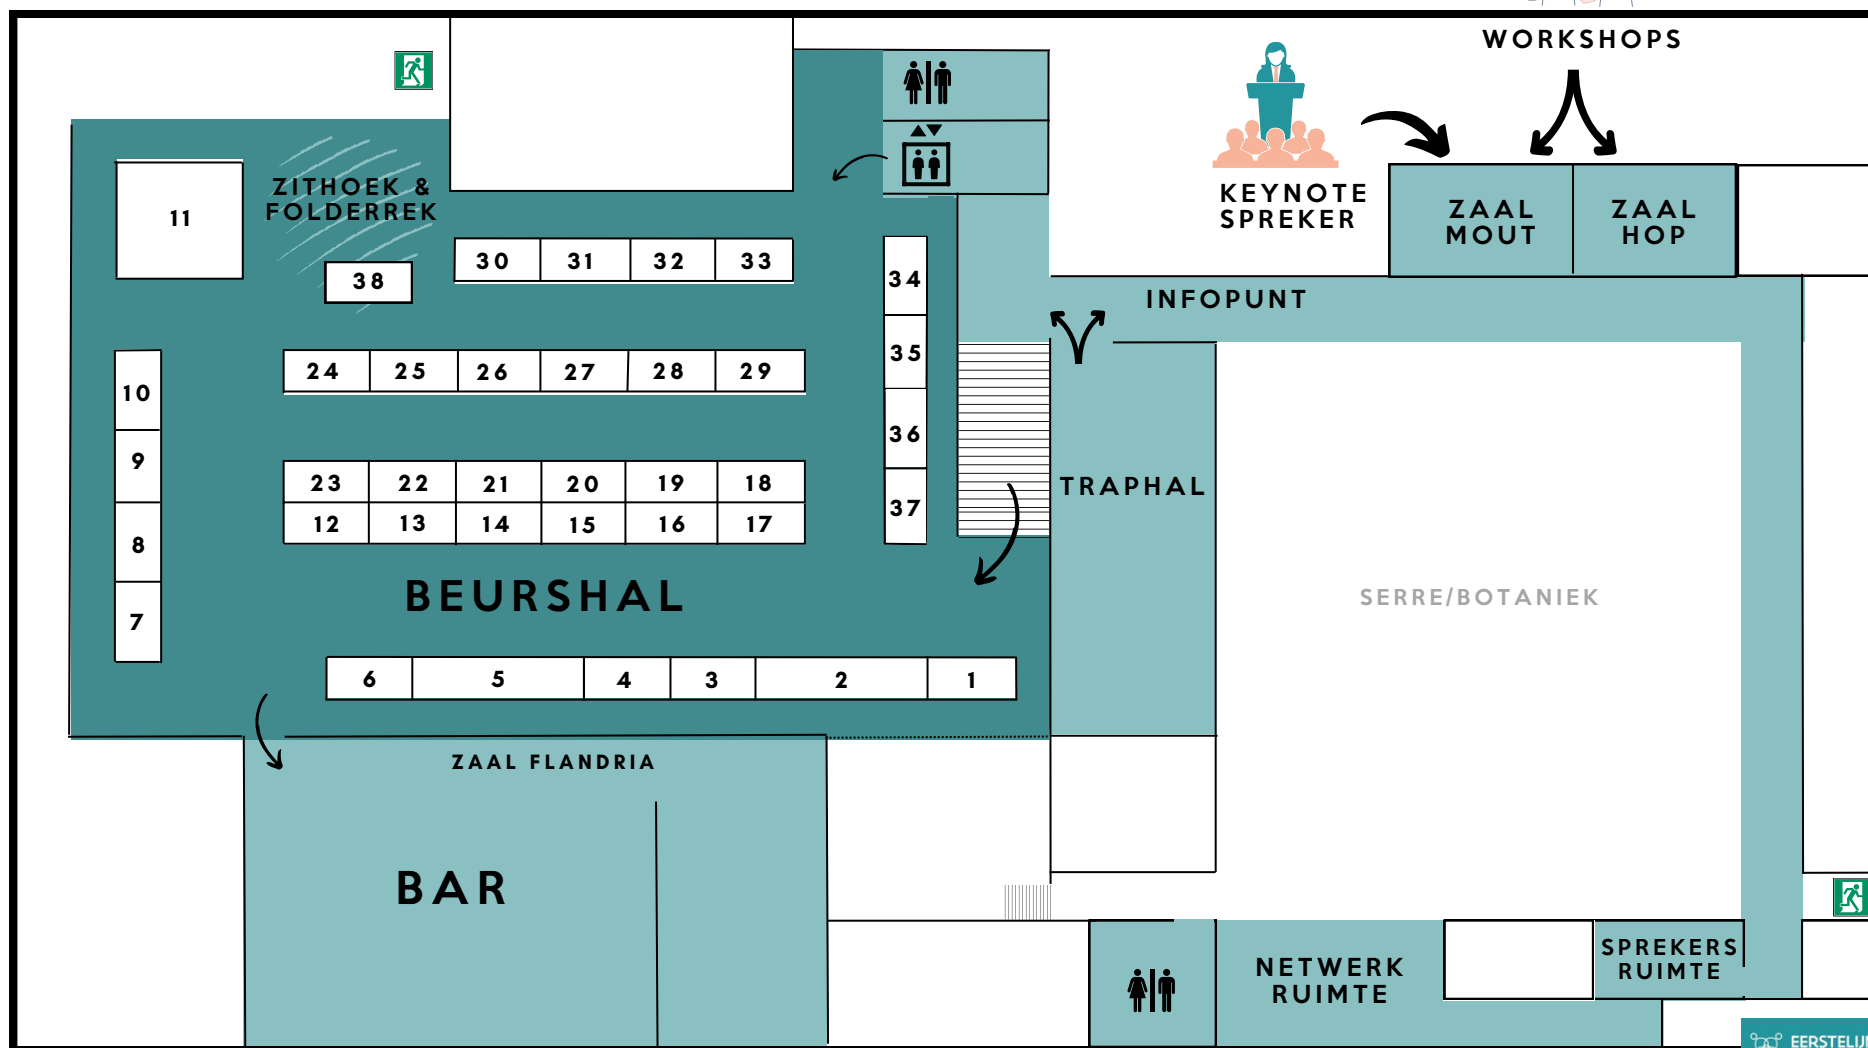 WORKSHOPS
KEYNOTE
SPREKER
ZAAL
MOUT
ZAAL
HOP
INFOPUNT
ZITHOEK &
FOLDERREK
11
38
30 31 32 33
34
35
36
37
24 25 26 27 28 29
10
9
8
7
23 22 21 20 19 18
12 13 14 15 16 17
TRAPHAL
BEURSHAL
SERRE/BOTANIEK
6 5 4 3 2 1
ZAAL FLANDRIA
BAR
NETWERK
RUIMTE
SPREKERS
RUIMTE